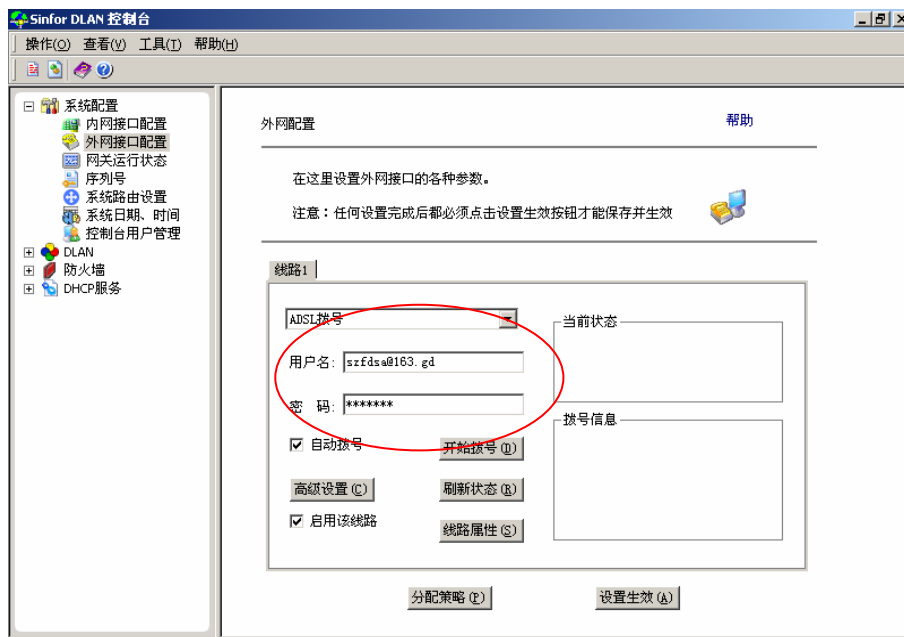 Sinfor DLAN 控制台
操作(O) 查看(V) 工具(T) 帮助(H)
系统配置
内网接口配置
外网接口配置
网关运行状态
序列号
系统路由设置
系统日期、时间
控制台用户管理
DLAN
防火墙
DHCP服务
外网配置 帮助
在这里设置外网接口的各种参数。
注意：任何设置完成后都必须点击设置生效按钮才能保存并生效
线路1
ADSL拨号
用户名: szfdsa@163.gd
密 码: *******
自动拨号 开始拨号(D)
高级设置(C) 刷新状态(R)
启用该线路 线路属性(S)
当前状态
拨号信息
分配策略(P) 设置生效(A)